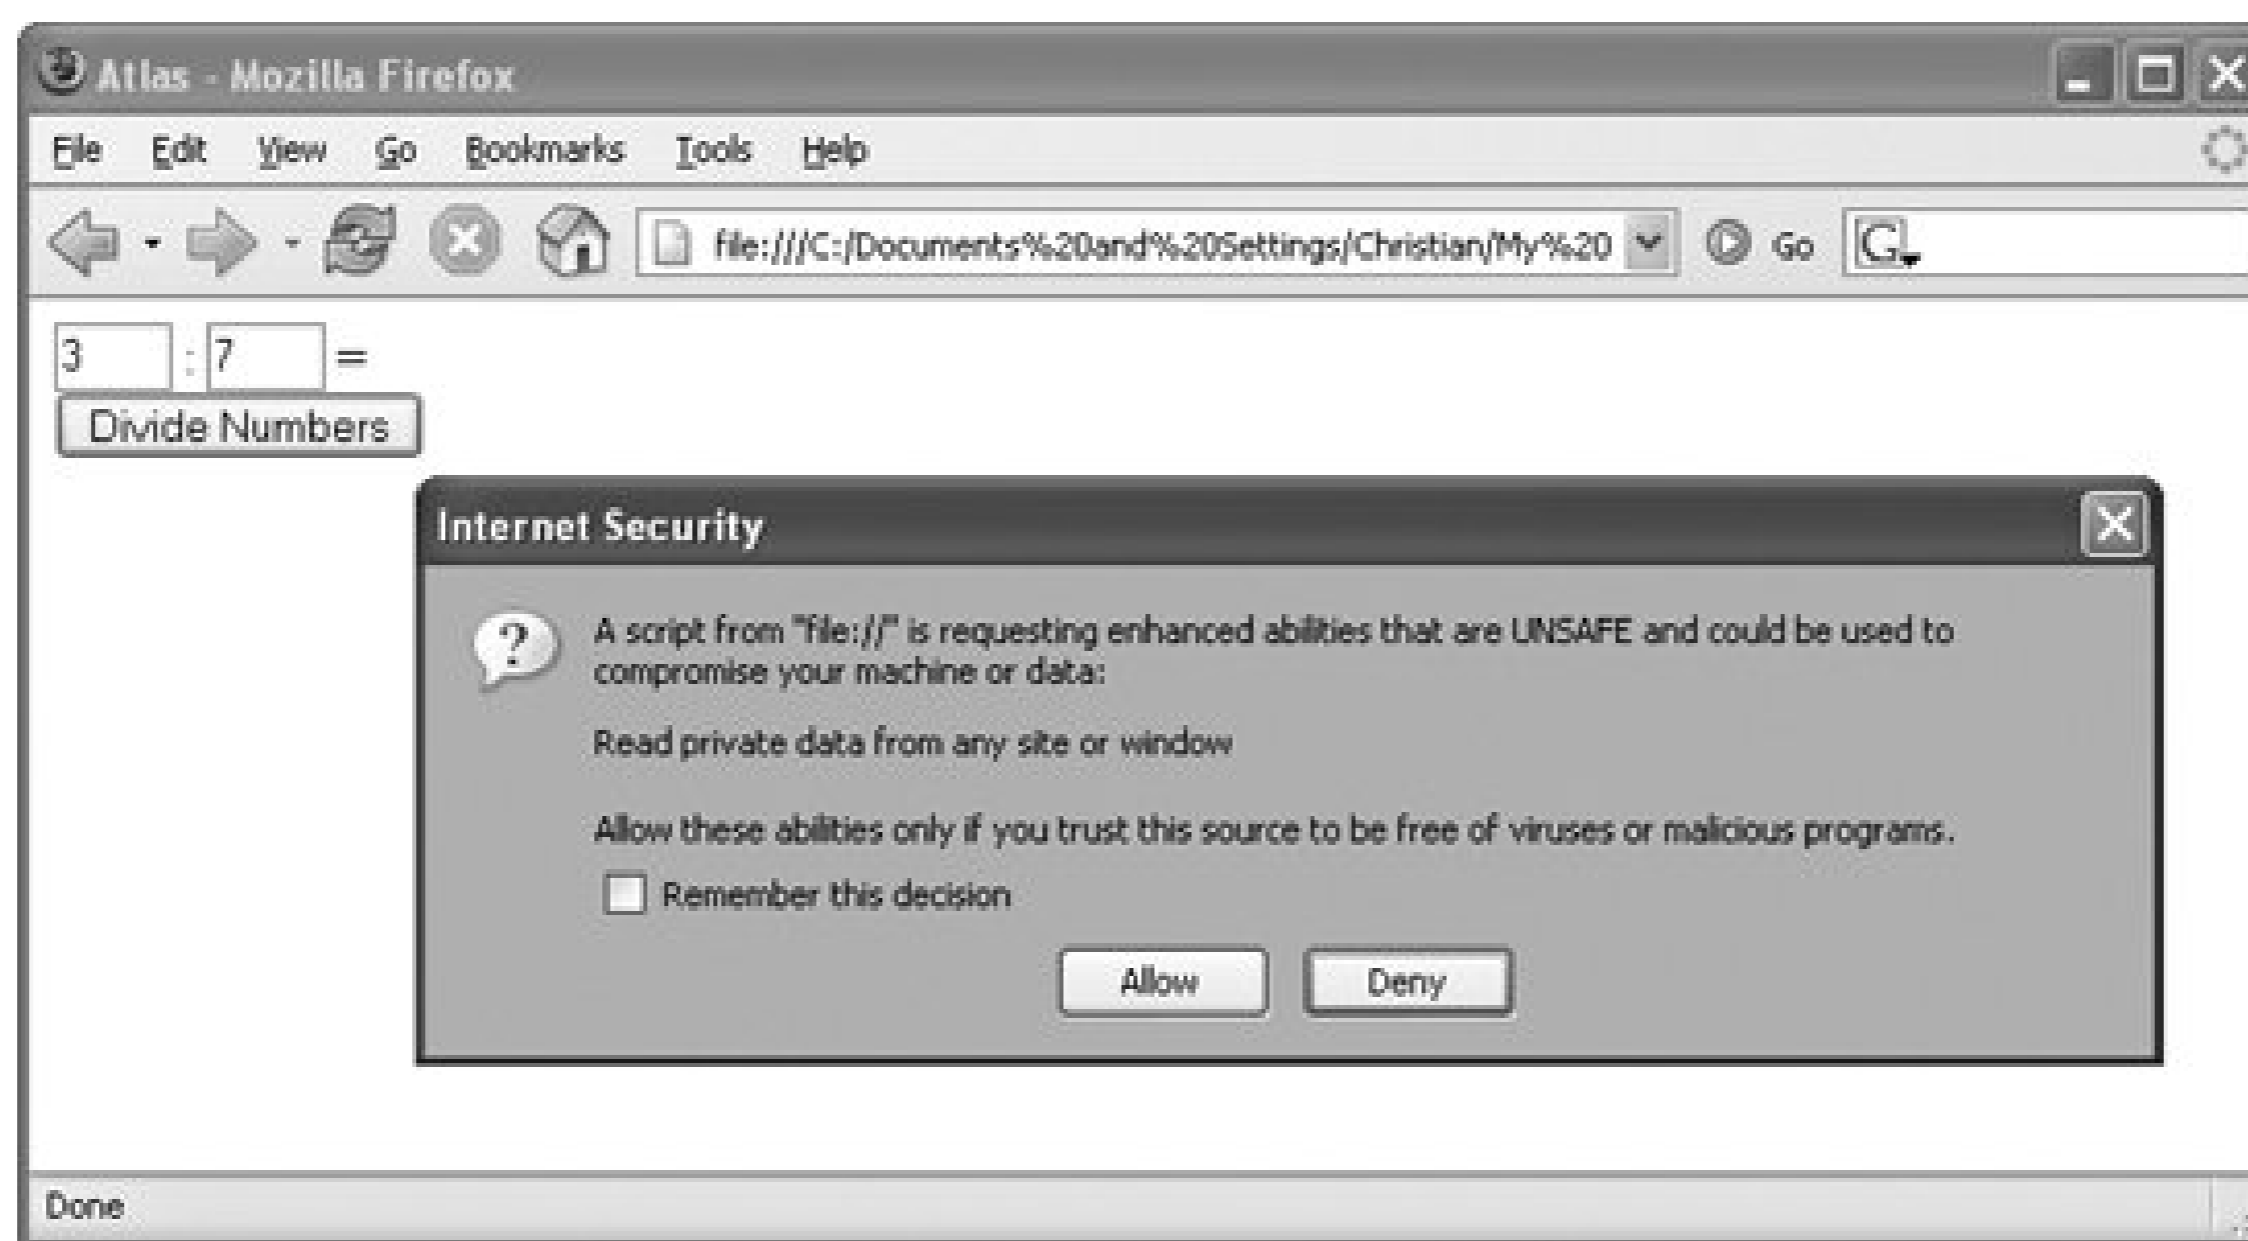 Atlas - Mozilla Firefox
File Edit View Go Bookmarks Tools Help
file:///C:/Documents%20and%20Settings/Christian/My%20 Go G
3 : 7 =
Divide Numbers
Internet Security
? A script from "file://" is requesting enhanced abilities that are UNSAFE and could be used to
compromise your machine or data:
Read private data from any site or window
Allow these abilities only if you trust this source to be free of viruses or malicious programs.
Remember this decision
Allow Deny
Done